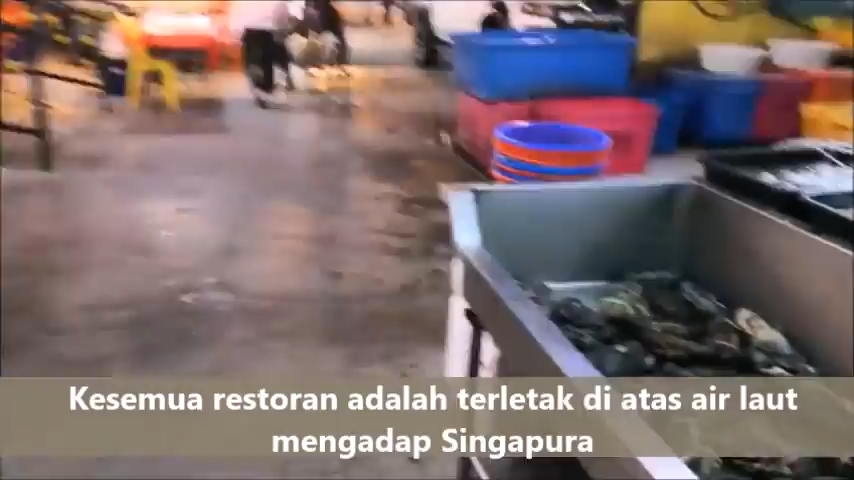 Kesemua restoran adalah terletak di atas air laut
mengadap Singapura